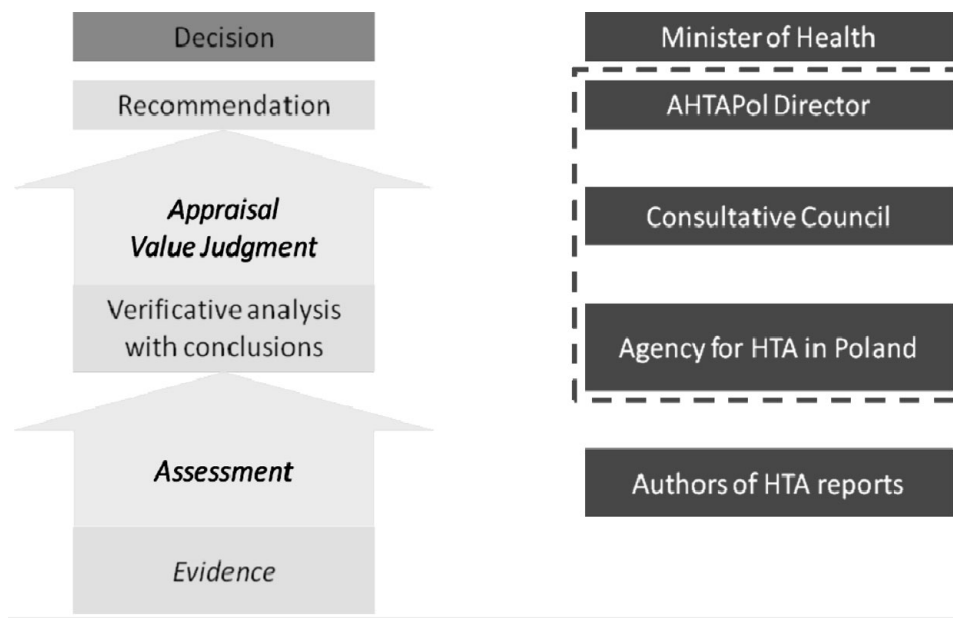 Decision
Recommendation
Appraisal
Value Judgment
Verificative analysis
with conclusions
Assessment
Evidence
Minister of Health
AHTAPol Director
Consultative Council
Agency for HTA in Poland
Authors of HTA reports